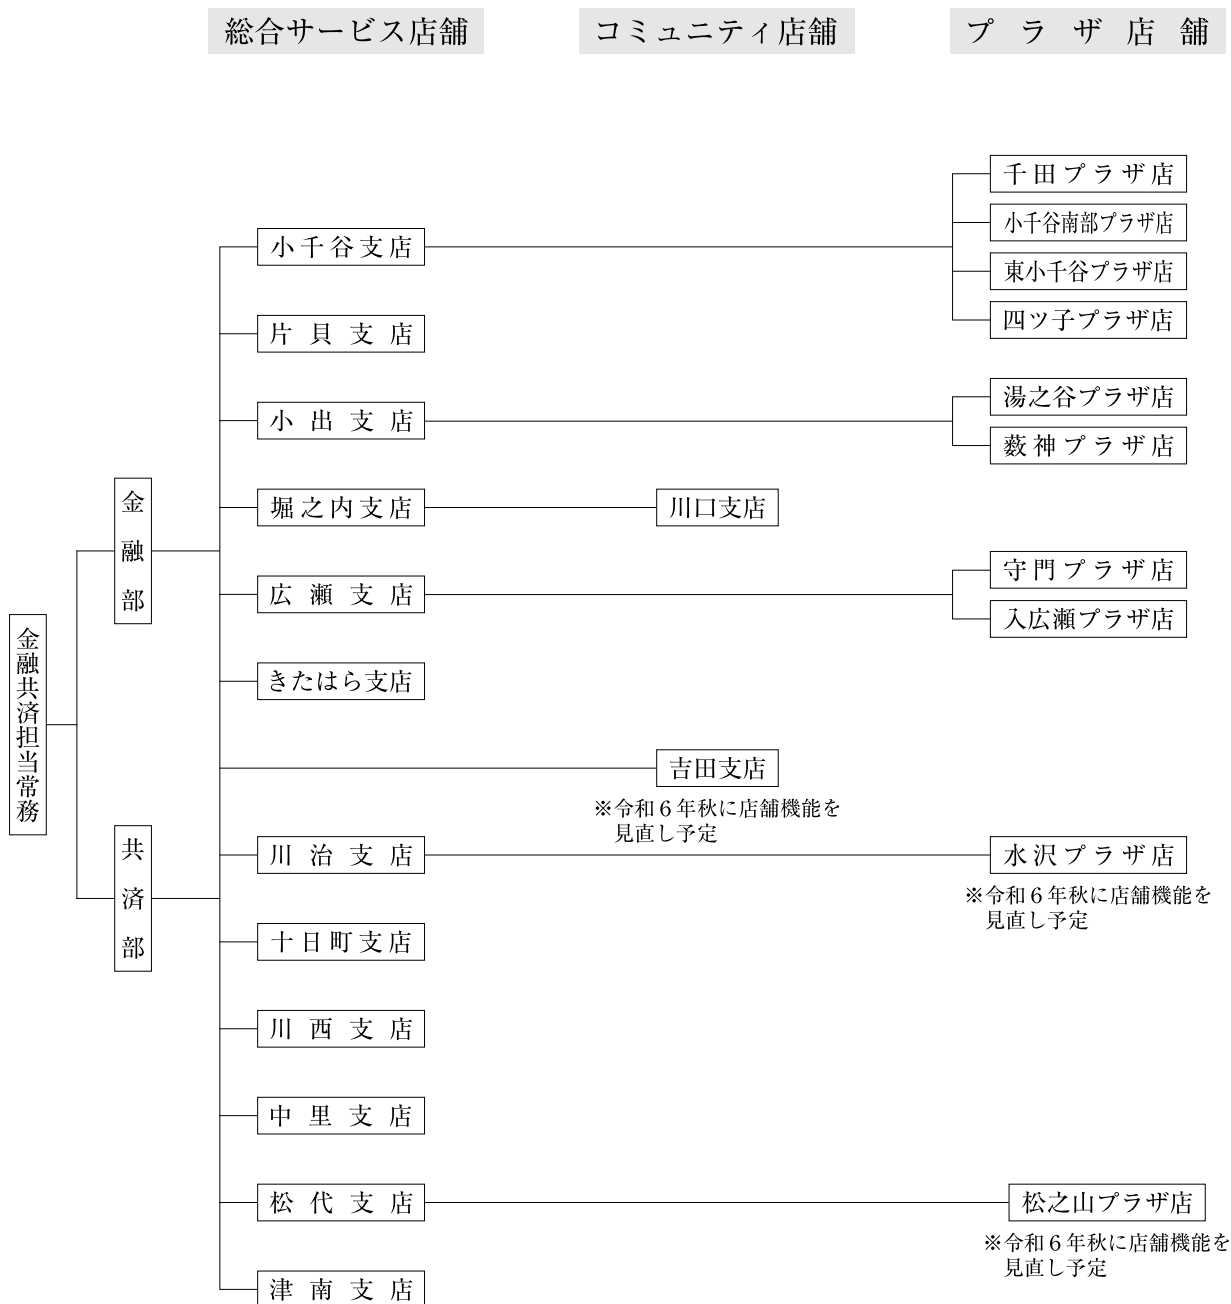 総合サービス店舗
コミュニティ店舗
プラザ店舗
金融共済担当常務
金融部
共済部
小千谷支店
千田プラザ店
小千谷南部プラザ店
東小千谷プラザ店
四ツ子プラザ店
片貝支店
小出支店
湯之谷プラザ店
薮神プラザ店
堀之内支店
川口支店
広瀬支店
守門プラザ店
入広瀬プラザ店
きたはら支店
吉田支店
※令和6年秋に店舗機能を
見直し予定
川治支店
水沢プラザ店
※令和6年秋に店舗機能を
見直し予定
十日町支店
川西支店
中里支店
松代支店
松之山プラザ店
※令和6年秋に店舗機能を
見直し予定
津南支店